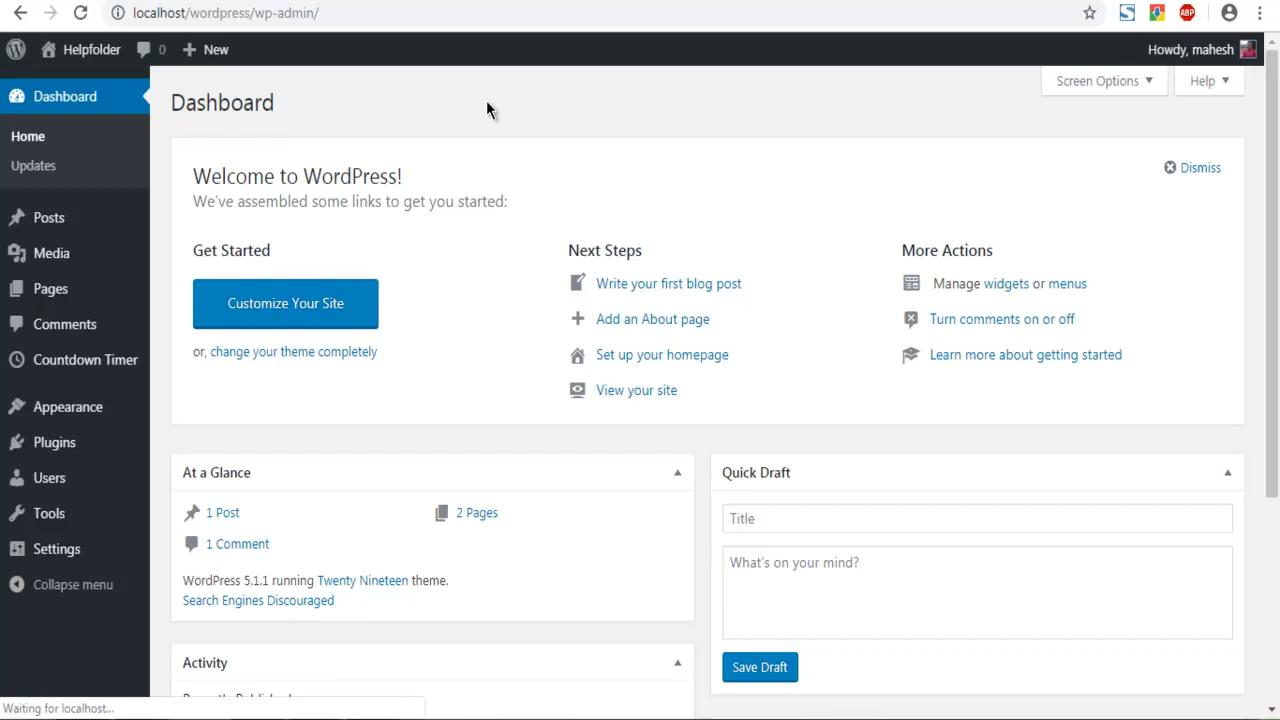 localhost/wordpress/wp-admin/
ABP
Helpfolder 0 New
Howdy, mahesh
Screen Options Help
Dashboard
Home
Updates
Posts
Media
Pages
Comments
Countdown Timer
Appearance
Plugins
Users
Tools
Settings
Collapse menu
Dashboard
Welcome to WordPress!
We've assembled some links to get you started:
Dismiss
Get Started
Customize Your Site
or, change your theme completely
Next Steps
Write your first blog post
Add an About page
Set up your homepage
View your site
More Actions
Manage widgets or menus
Turn comments on or off
Learn more about getting started
At a Glance
1 Post
2 Pages
1 Comment
WordPress 5.1.1 running Twenty Nineteen theme.
Search Engines Discouraged
Activity
Quick Draft
Title
What's on your mind?
Save Draft
Waiting for localhost...